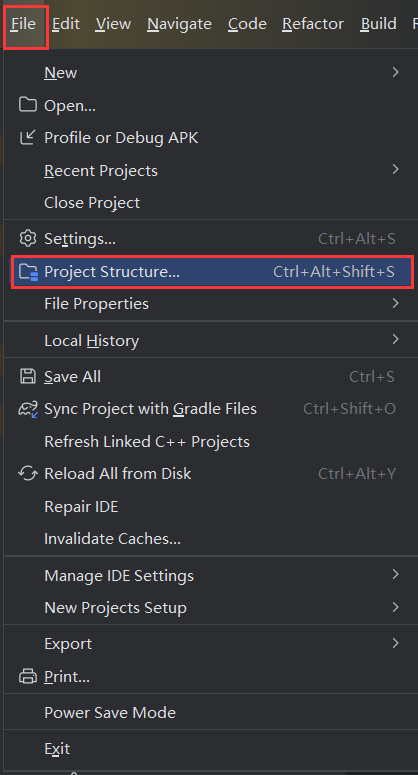 File Edit View Navigate Code Refactor Build
New
Open...
Profile or Debug APK
Recent Projects
Close Project
Settings... Ctrl+Alt+S
Project Structure... Ctrl+Alt+Shift+S
File Properties
Local History
Save All Ctrl+S
Sync Project with Gradle Files Ctrl+Shift+O
Refresh Linked C++ Projects
Reload All from Disk Ctrl+Alt+Y
Repair IDE
Invalidate Caches...
Manage IDE Settings
New Projects Setup
Export
Print...
Power Save Mode
Exit